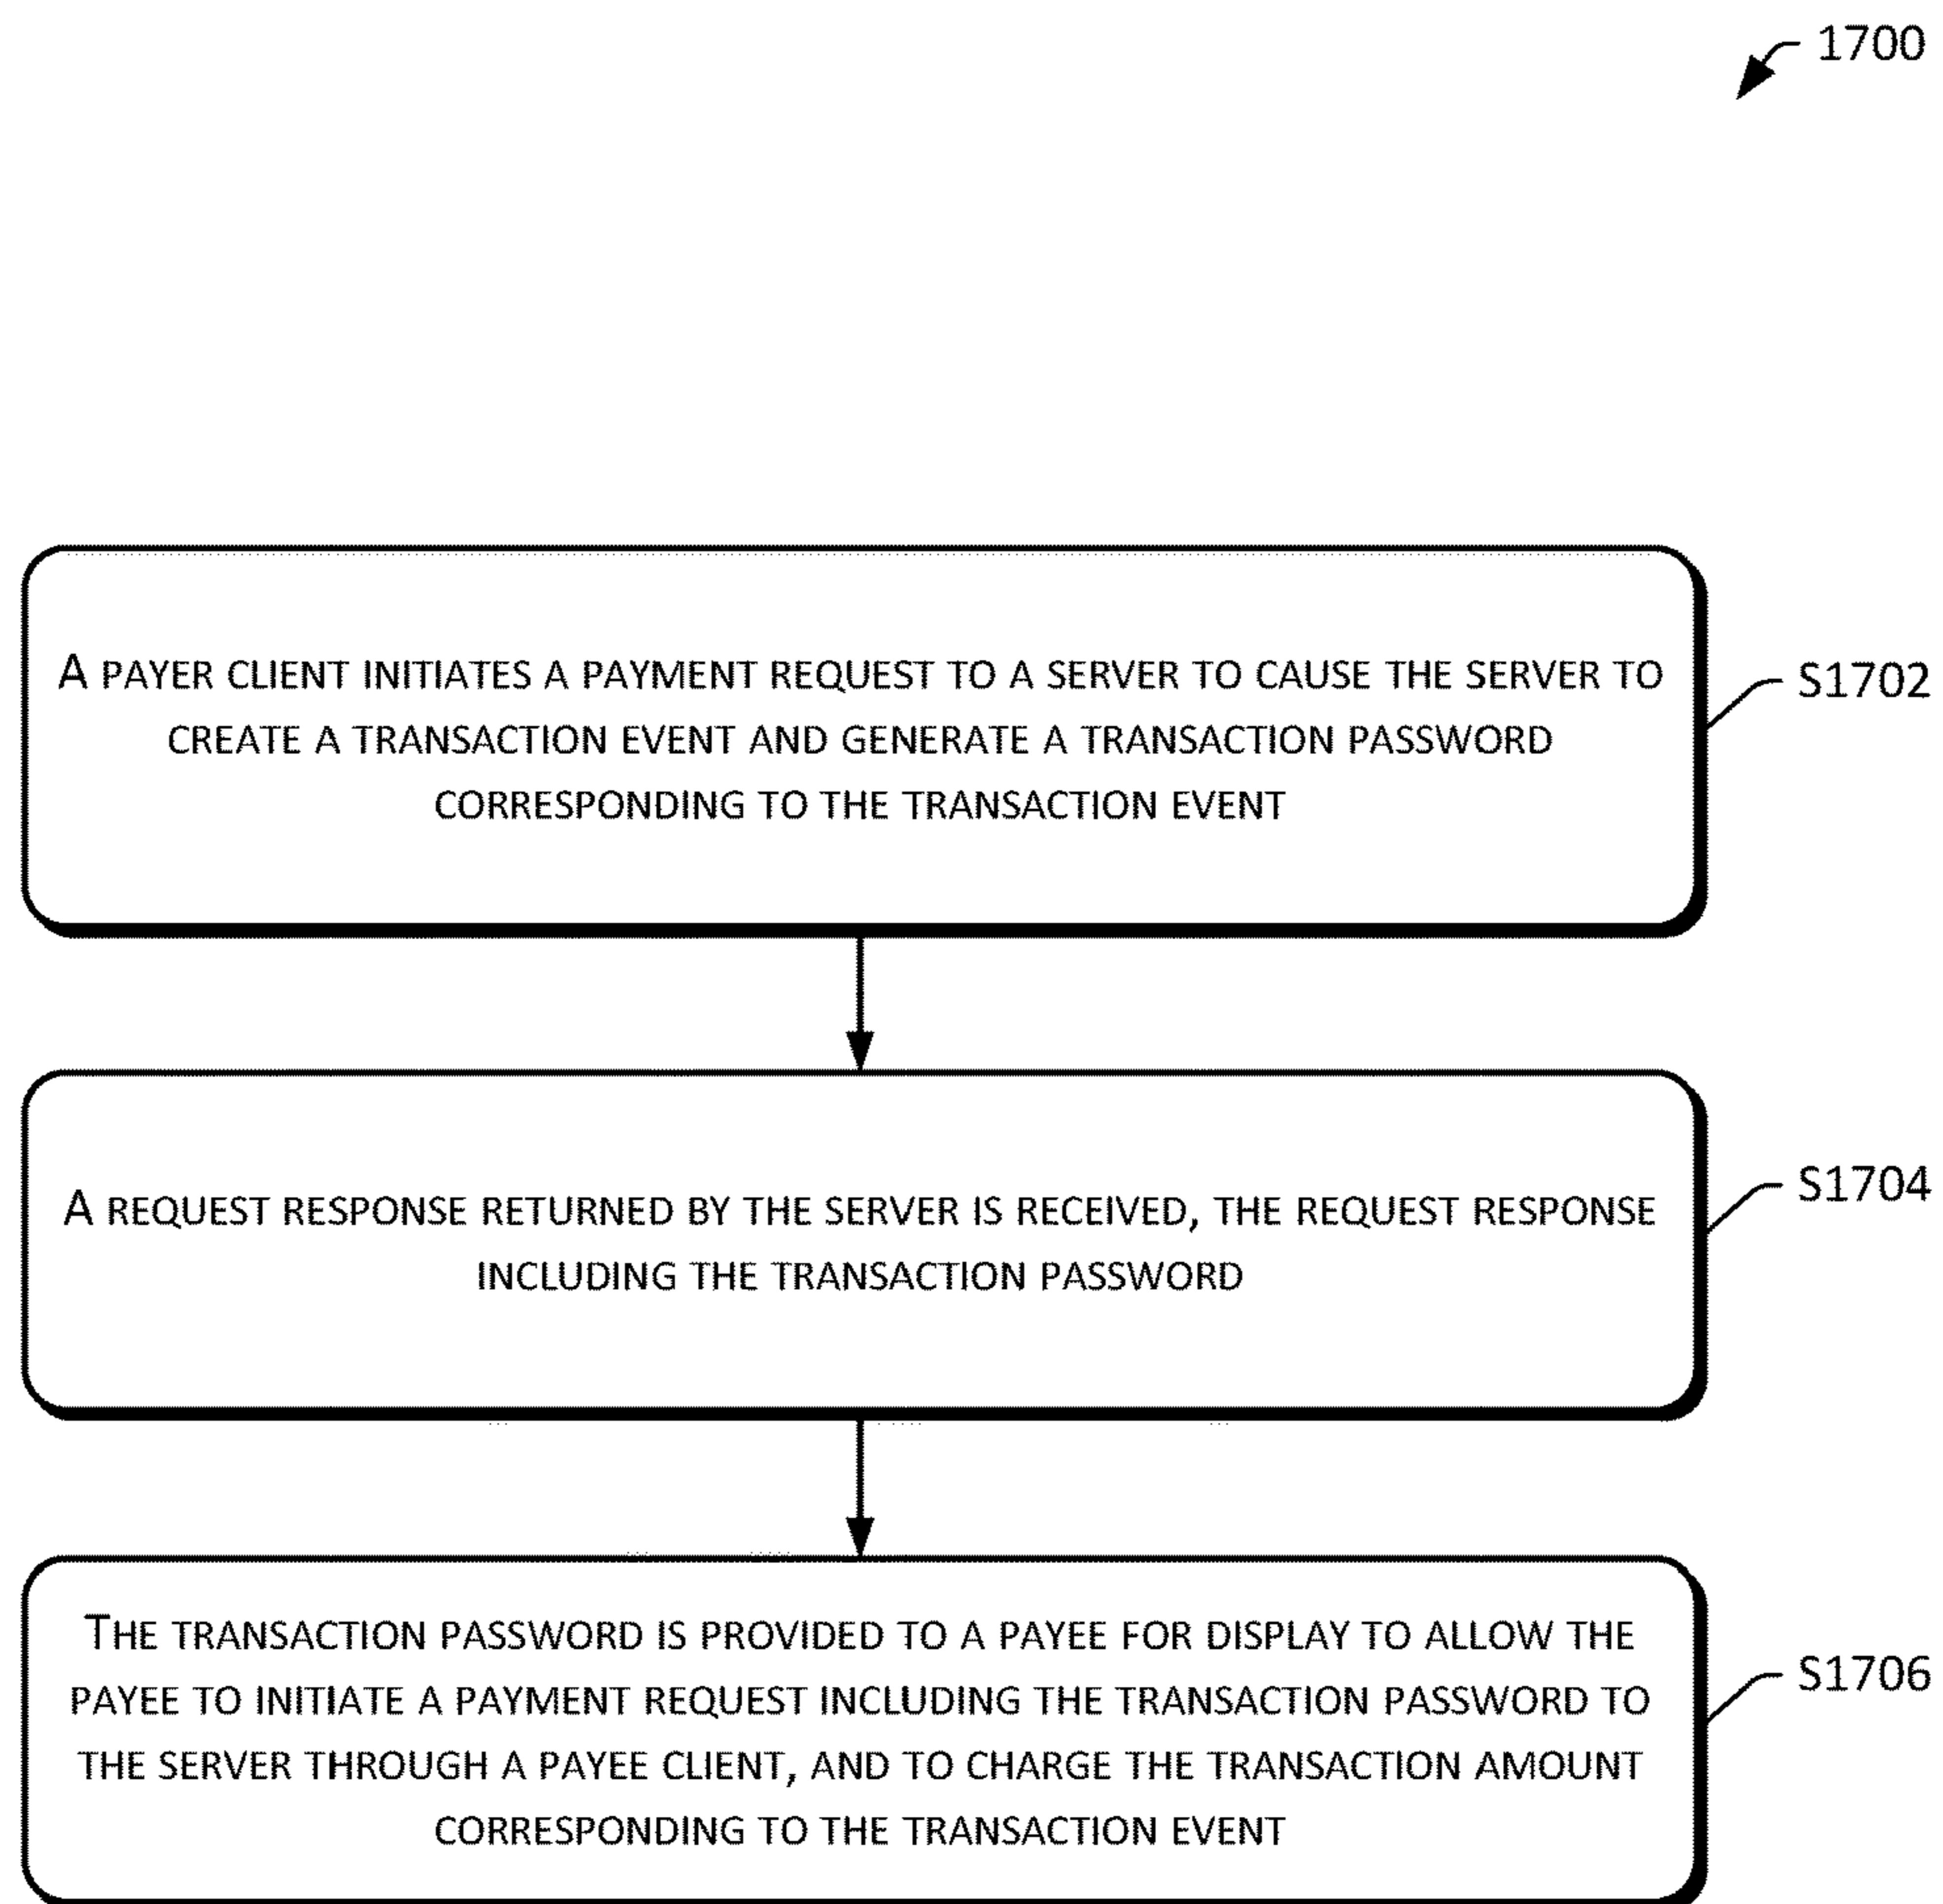 1700
A PAYER CLIENT INITIATES A PAYMENT REQUEST TO A SERVER TO CAUSE THE SERVER TO
CREATE A TRANSACTION EVENT AND GENERATE A TRANSACTION PASSWORD
CORRESPONDING TO THE TRANSACTION EVENT
S1702
A REQUEST RESPONSE RETURNED BY THE SERVER IS RECEIVED, THE REQUEST RESPONSE
INCLUDING THE TRANSACTION PASSWORD
S1704
THE TRANSACTION PASSWORD IS PROVIDED TO A PAYEE FOR DISPLAY TO ALLOW THE
PAYEE TO INITIATE A PAYMENT REQUEST INCLUDING THE TRANSACTION PASSWORD TO
THE SERVER THROUGH A PAYEE CLIENT, AND TO CHARGE THE TRANSACTION AMOUNT
CORRESPONDING TO THE TRANSACTION EVENT
S1706